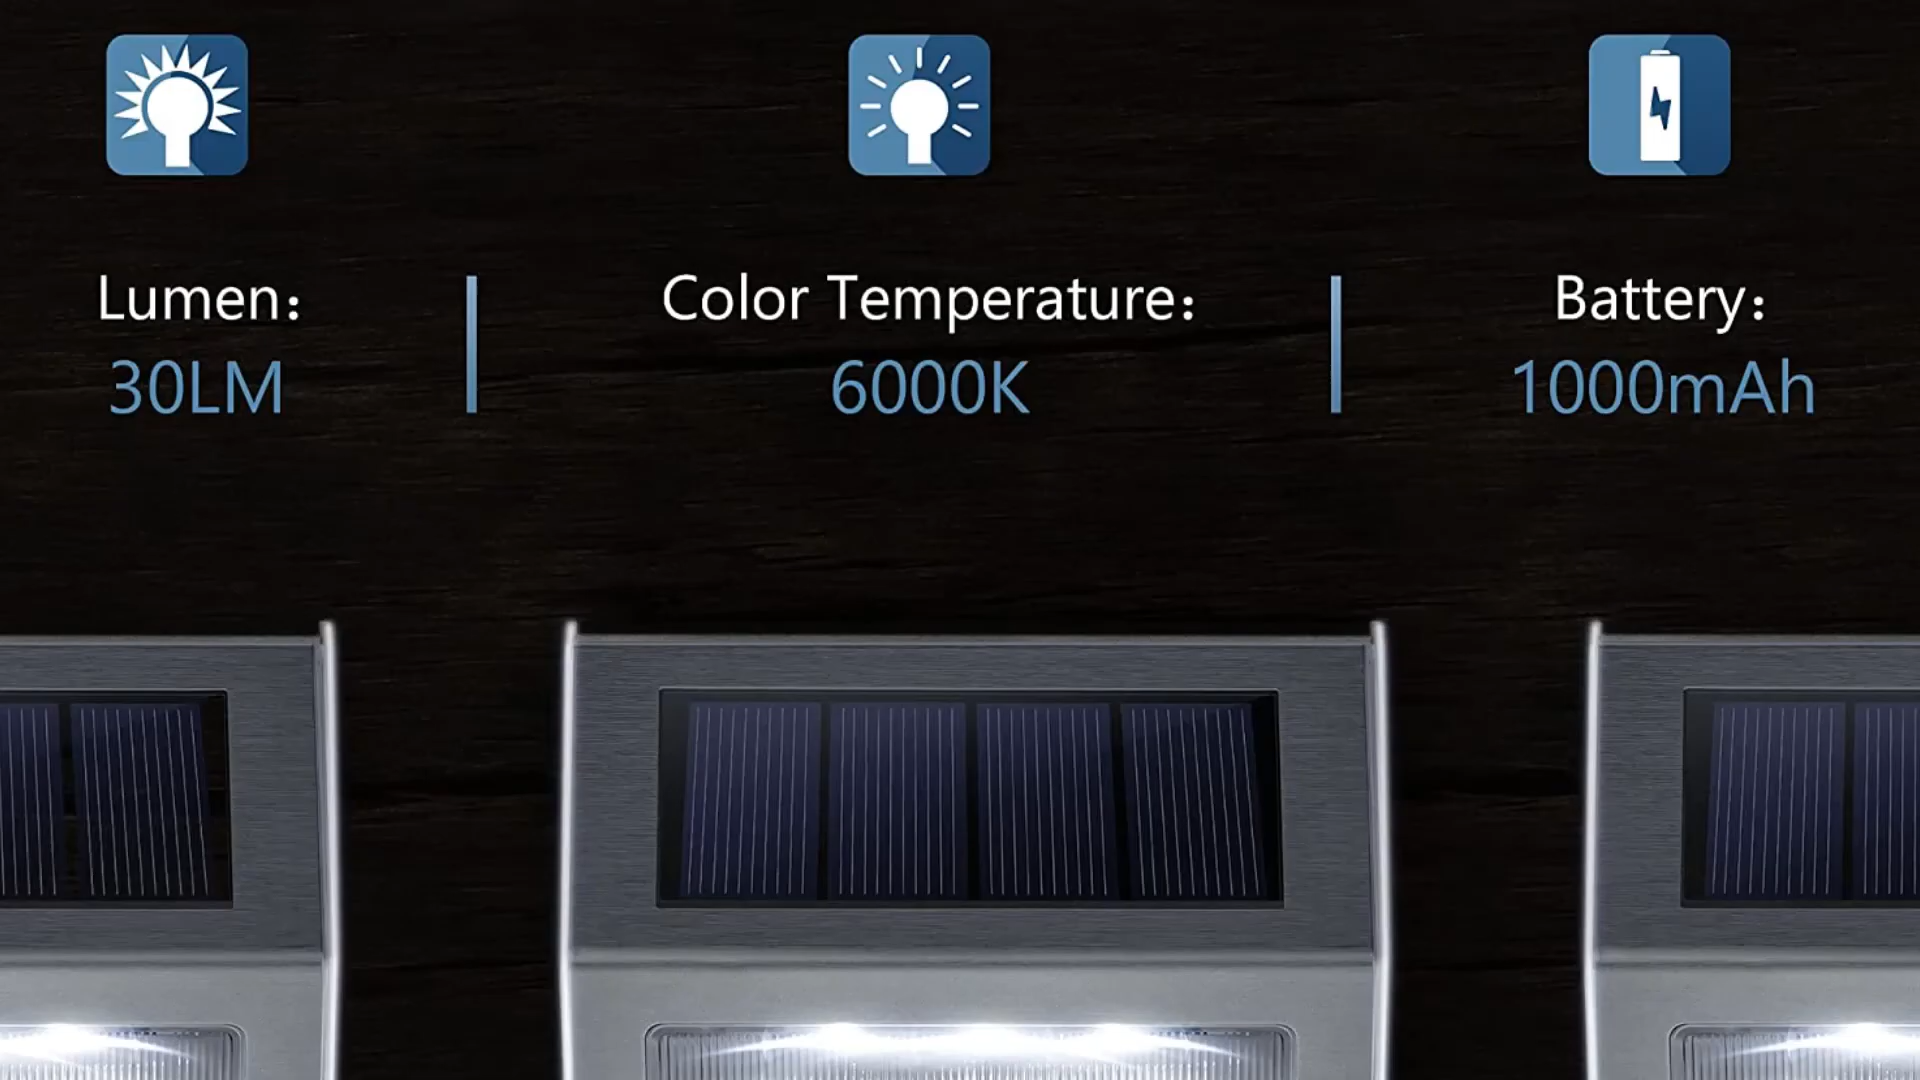 Lumen：
30LM
Color Temperature：
6000K
Battery：
1000mAh